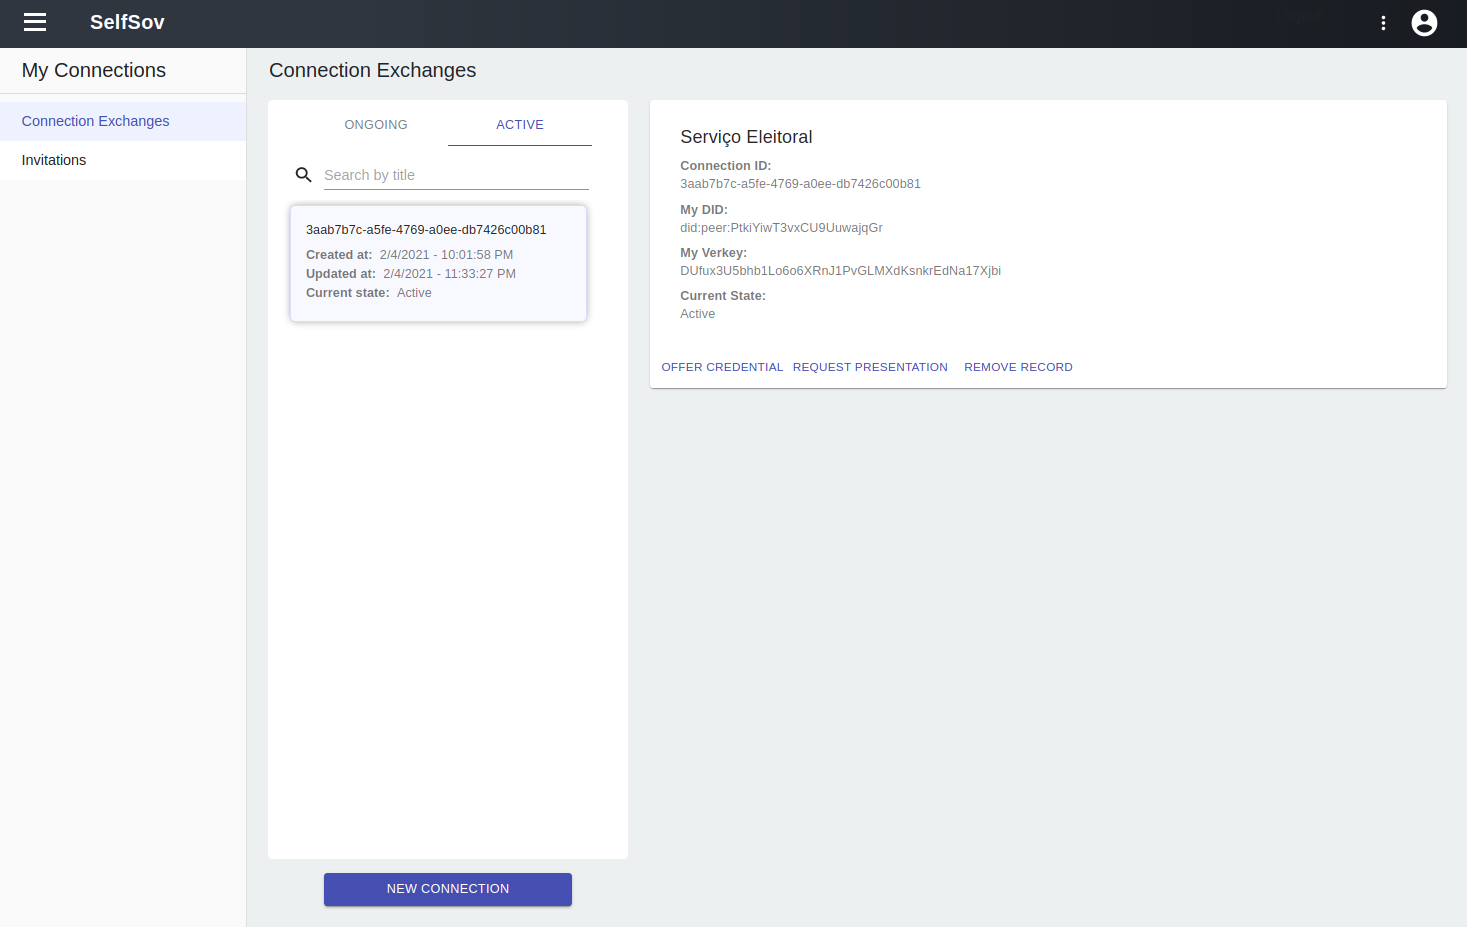 SelfSov
My Connections
Connection Exchanges
Invitations
Connection Exchanges
ONGOING
ACTIVE
Search by title
3aab7b7c-a5fe-4769-a0ee-db7426c00b81
Created at: 2/4/2021 - 10:01:58 PM
Updated at: 2/4/2021 - 11:33:27 PM
Current state: Active
NEW CONNECTION
Serviço Eleitoral
Connection ID:
3aab7b7c-a5fe-4769-a0ee-db7426c00b81
My DID:
did:peer:PtkiYiwT3vxCU9UuwajqGr
My Verkey:
DUfux3U5bhb1Lo6o6XRnJ1PvGLMXdKsnkrEdNa17Xjbi
Current State:
Active
OFFER CREDENTIAL REQUEST PRESENTATION REMOVE RECORD